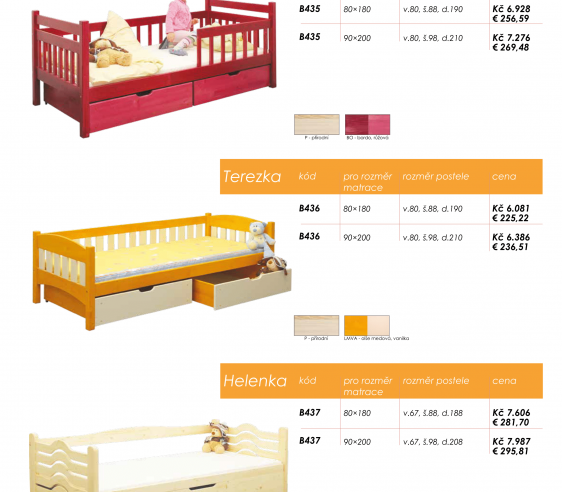 B435 80×180 v.80, š.88, d.190 Kč 6.928
€ 256,59
B435 90×200 v.80, š.98, d.210 Kč 7.276
€ 269,48
P - přírodní BO - bordo, růžová
Terezka kód pro rozměr rozměr postele cena
matrace
B436 80×180 v.80, š.88, d.190 Kč 6.081
€ 225,22
B436 90×200 v.80, š.98, d.210 Kč 6.386
€ 236,51
P - přírodní LMVA - olše medová, vanilka
Helenka kód pro rozměr rozměr postele cena
matrace
B437 80×180 v.67, š.88, d.188 Kč 7.606
€ 281,70
B437 90×200 v.67, š.98, d.208 Kč 7.987
€ 295,81